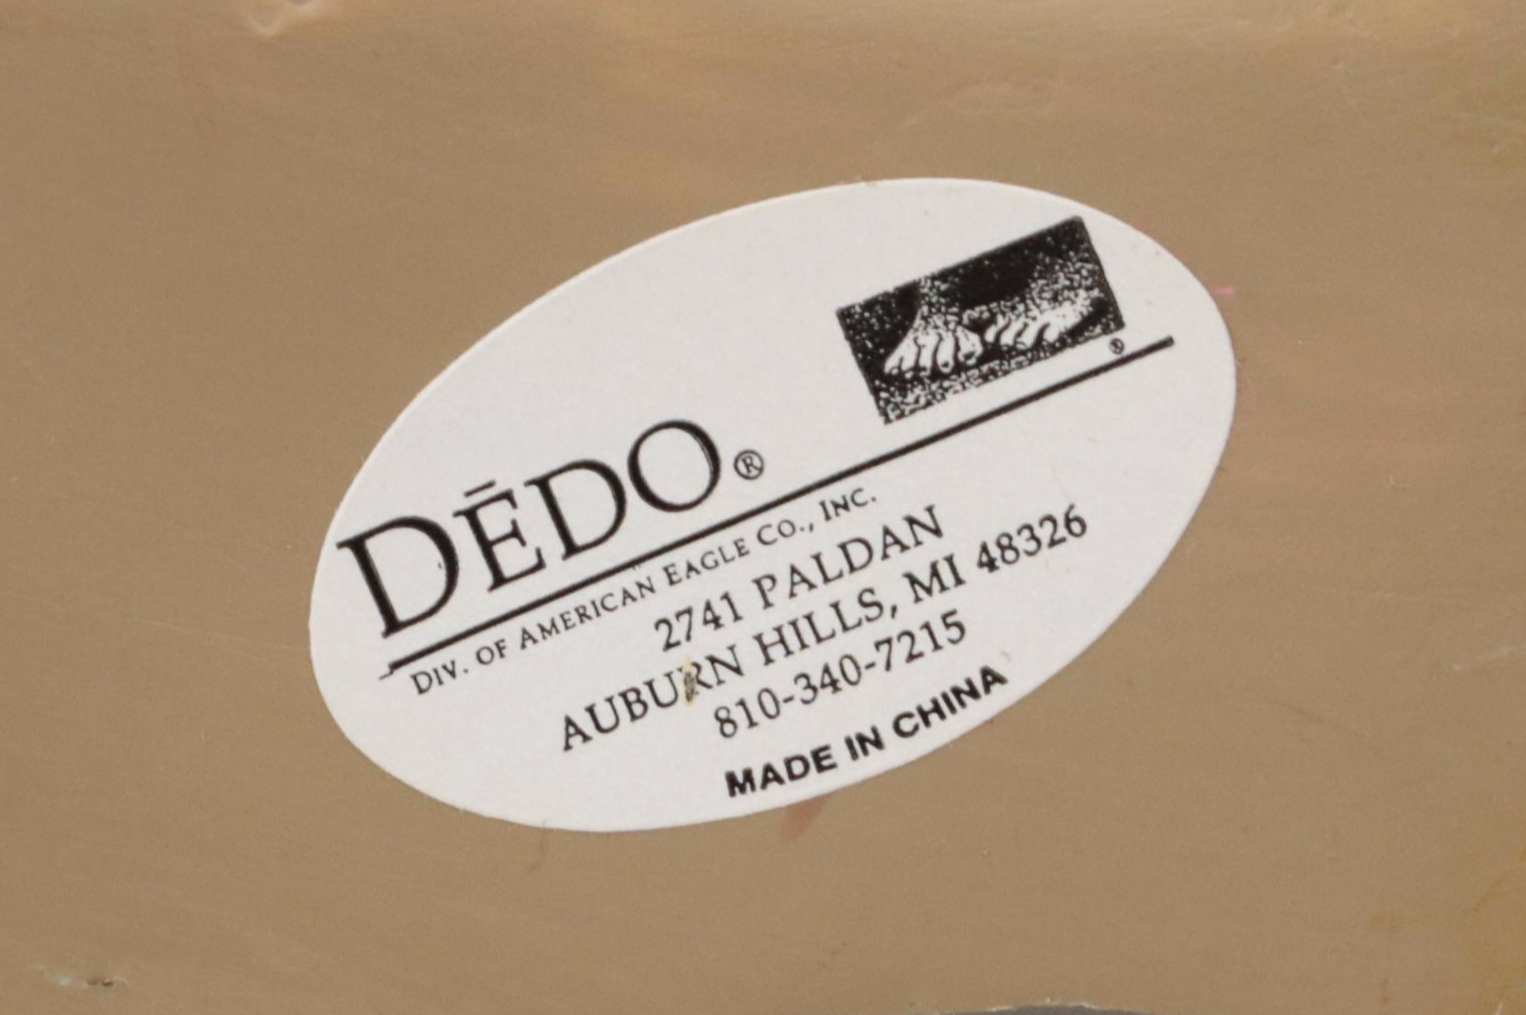 DĒDO®
®
DIV. OF AMERICAN EAGLE CO., INC.
2741 PALDAN
AUBURN HILLS, MI 48326
810-340-7215
MADE IN CHINA